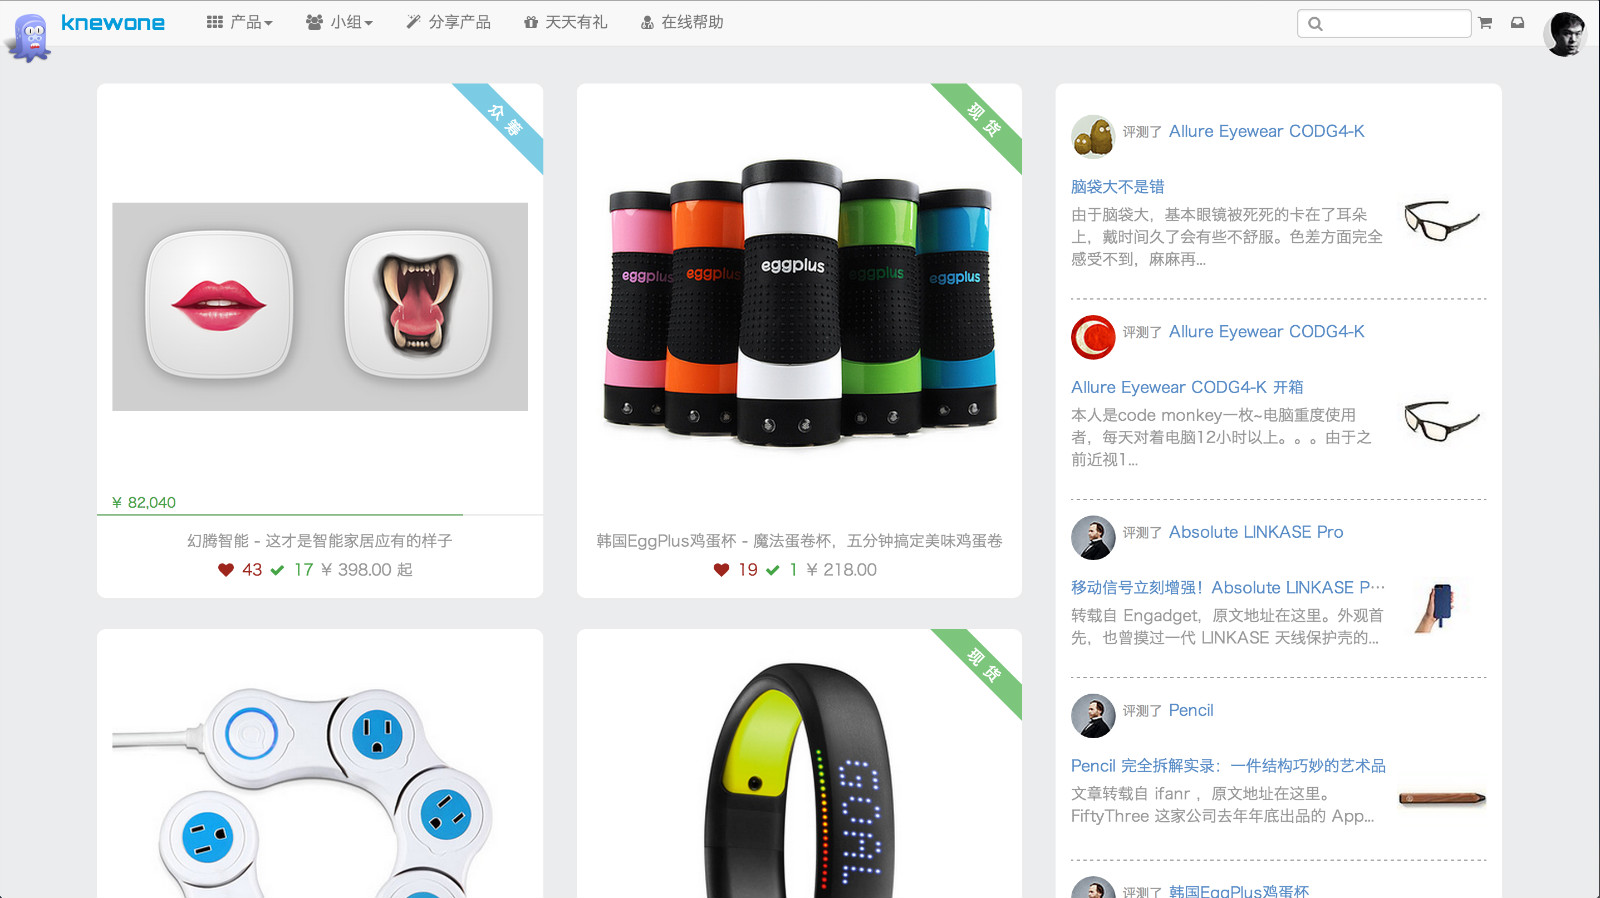 knewone
产品
小组
分享产品
天天有礼
在线帮助
众筹
¥ 82,040
幻腾智能 - 这才是智能家居应有的样子
43 17 ¥ 398.00 起
现货
eggplus
eggplus
eggplus
eggplus
eggplus
韩国EggPlus鸡蛋杯 - 魔法蛋卷杯，五分钟搞定美味鸡蛋卷
19 1 ¥ 218.00
现货
GOAL
评测了 Allure Eyewear CODG4-K
脑袋大不是错
由于脑袋大，基本眼镜被死死的卡在了耳朵
上，戴时间久了会有些不舒服。色差方面完全
感受不到，麻麻再...
评测了 Allure Eyewear CODG4-K
Allure Eyewear CODG4-K 开箱
本人是code monkey一枚~电脑重度使用
者，每天对着电脑12小时以上。。。由于之
前近视1...
评测了 Absolute LINKASE Pro
移动信号立刻增强！Absolute LINKASE P…
转载自 Engadget，原文地址在这里。外观首
先，也曾摸过一代 LINKASE 天线保护壳的...
评测了 Pencil
Pencil 完全拆解实录：一件结构巧妙的艺术品
文章转载自 ifanr ，原文地址在这里。
FiftyThree 这家公司去年年底出品的 App...
评测了 韩国EggPlus鸡蛋杯